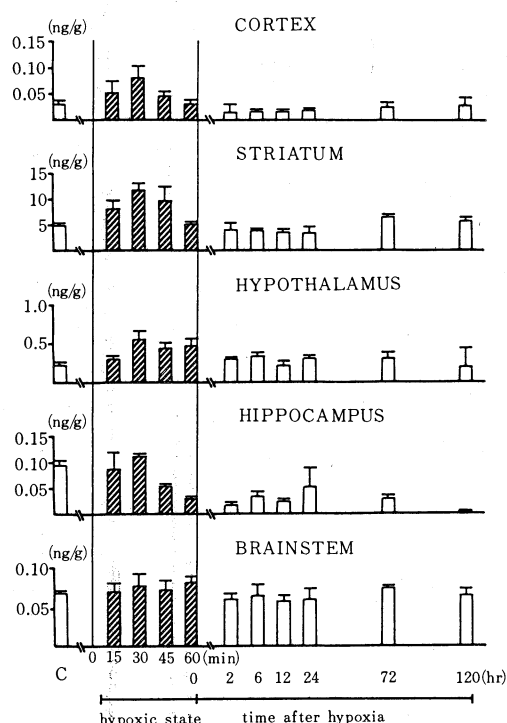 CORTEX
(ng/g)
0.15
0.10
0.05
STRIATUM
(ng/g)
15
10
5
HYPOTHALAMUS
(ng/g)
1.0
0.5
HIPPOCAMPUS
(ng/g)
0.15
0.10
0.05
BRAINSTEM
(ng/g)
0.10
0.05
0 15 30 45 60 (min)
C 0 2 6 12 24 72 120 (hr)
hypoxic state time after hypoxia